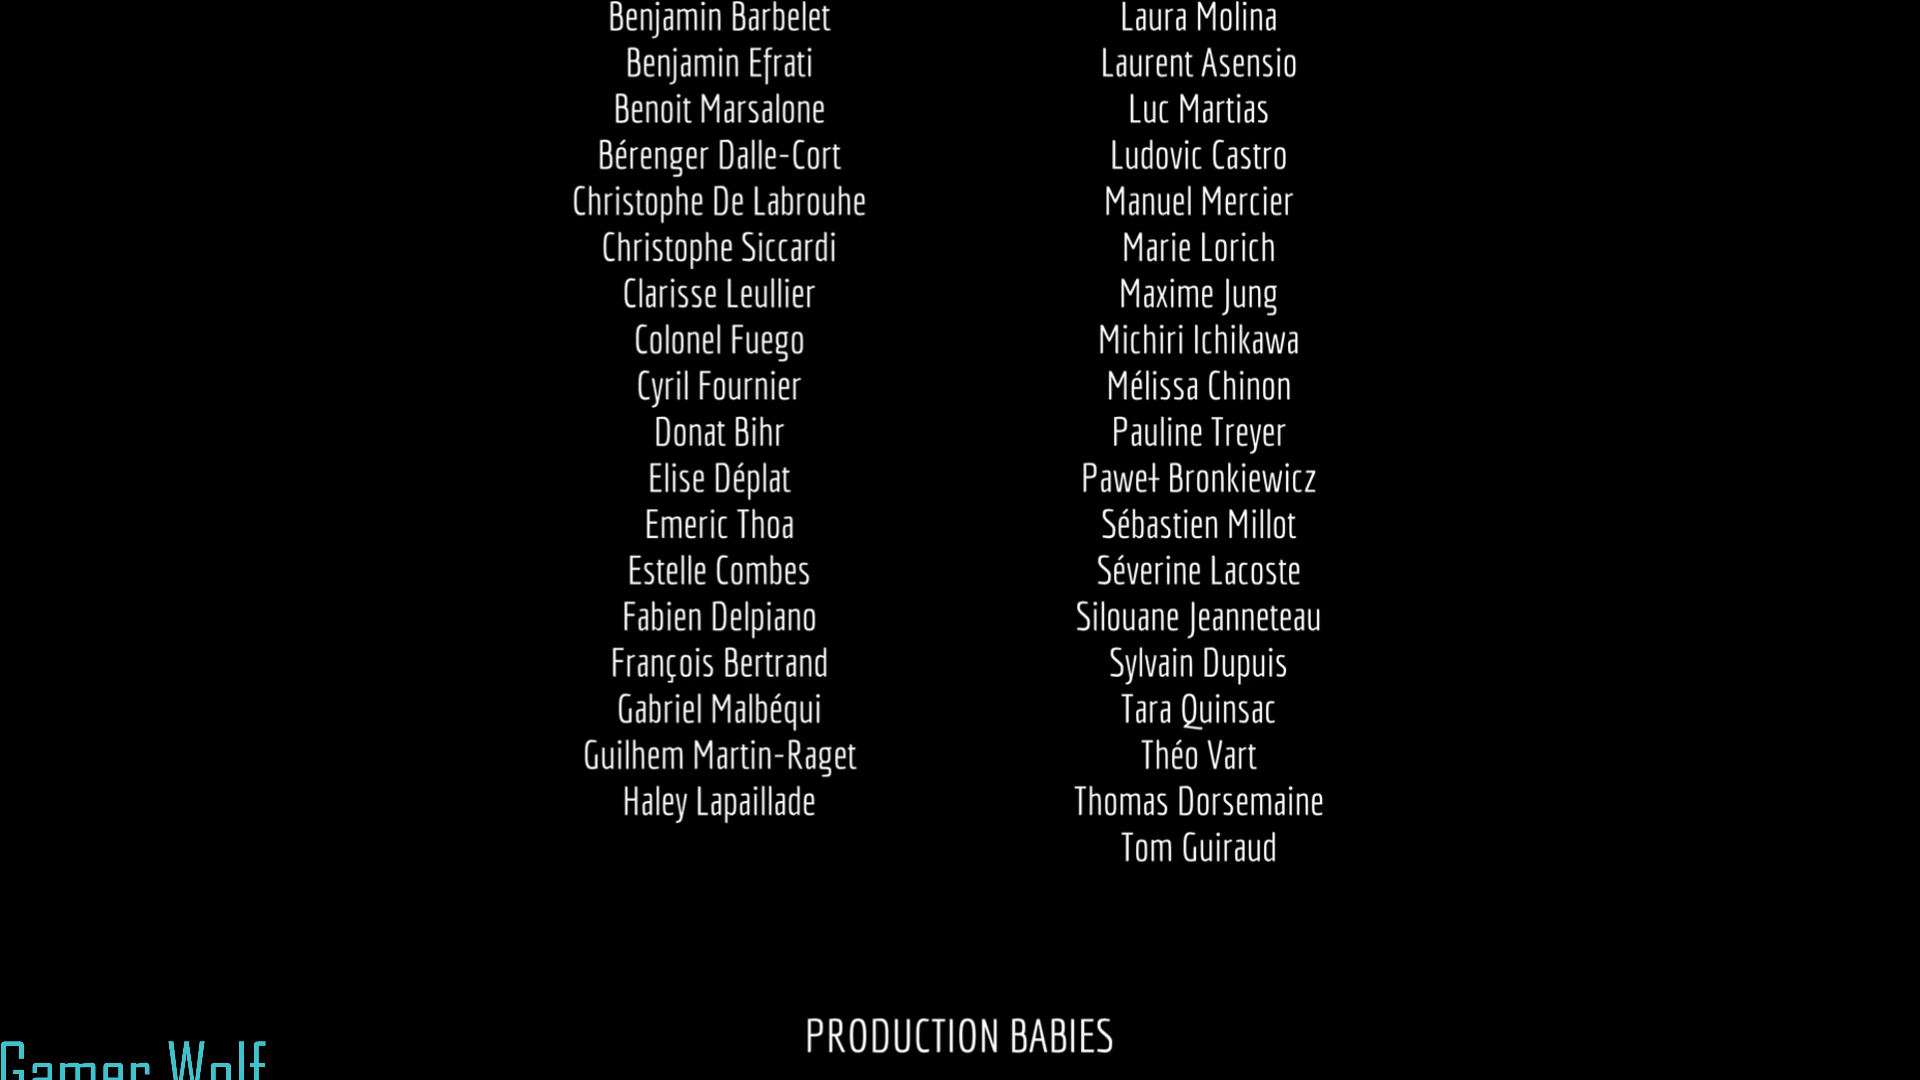 Benjamin Barbelet
Benjamin Efrati
Benoit Marsalone
Bérenger Dalle-Cort
Christophe De Labrouhe
Christophe Siccardi
Clarisse Leullier
Colonel Fuego
Cyril Fournier
Donat Bihr
Elise Déplat
Emeric Thoa
Estelle Combes
Fabien Delpiano
François Bertrand
Gabriel Malbéqui
Guilhem Martin-Raget
Haley Lapaillade
Laura Molina
Laurent Asensio
Luc Martias
Ludovic Castro
Manuel Mercier
Marie Lorich
Maxime Jung
Michiri Ichikawa
Mélissa Chinon
Pauline Treyer
Paweł Bronkiewicz
Sébastien Millot
Séverine Lacoste
Silouane Jeanneteau
Sylvain Dupuis
Tara Quinsac
Théo Vart
Thomas Dorsemaine
Tom Guiraud
PRODUCTION BABIES
Gamer Wolf